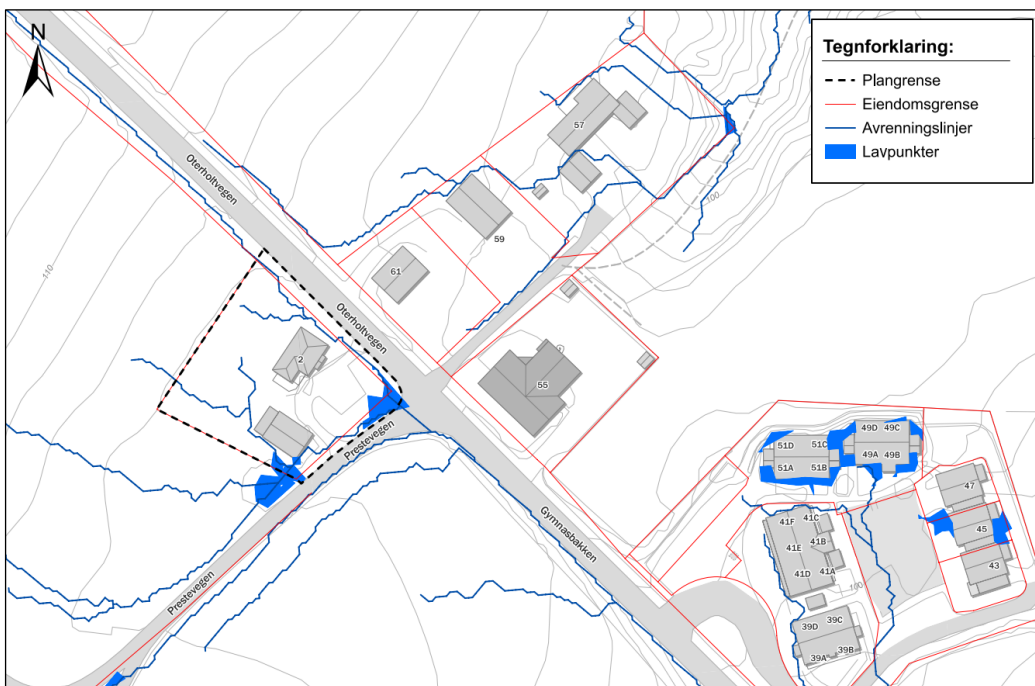 N
Tegnforklaring:
Plangrense
Eiendomsgrense
Avrenningslinjer
Lavpunkter
57
Oterholtvegen
100
59
61
110
Oterholtvegen
2
55
Prestevegen
49D 49C
51D 51C
49A 49B
51A 51B
47
41F 41C
Gymnasbakken
45
41B
41E
43
41A
41D
100
Prestevegen
39D 39C
39A 39B